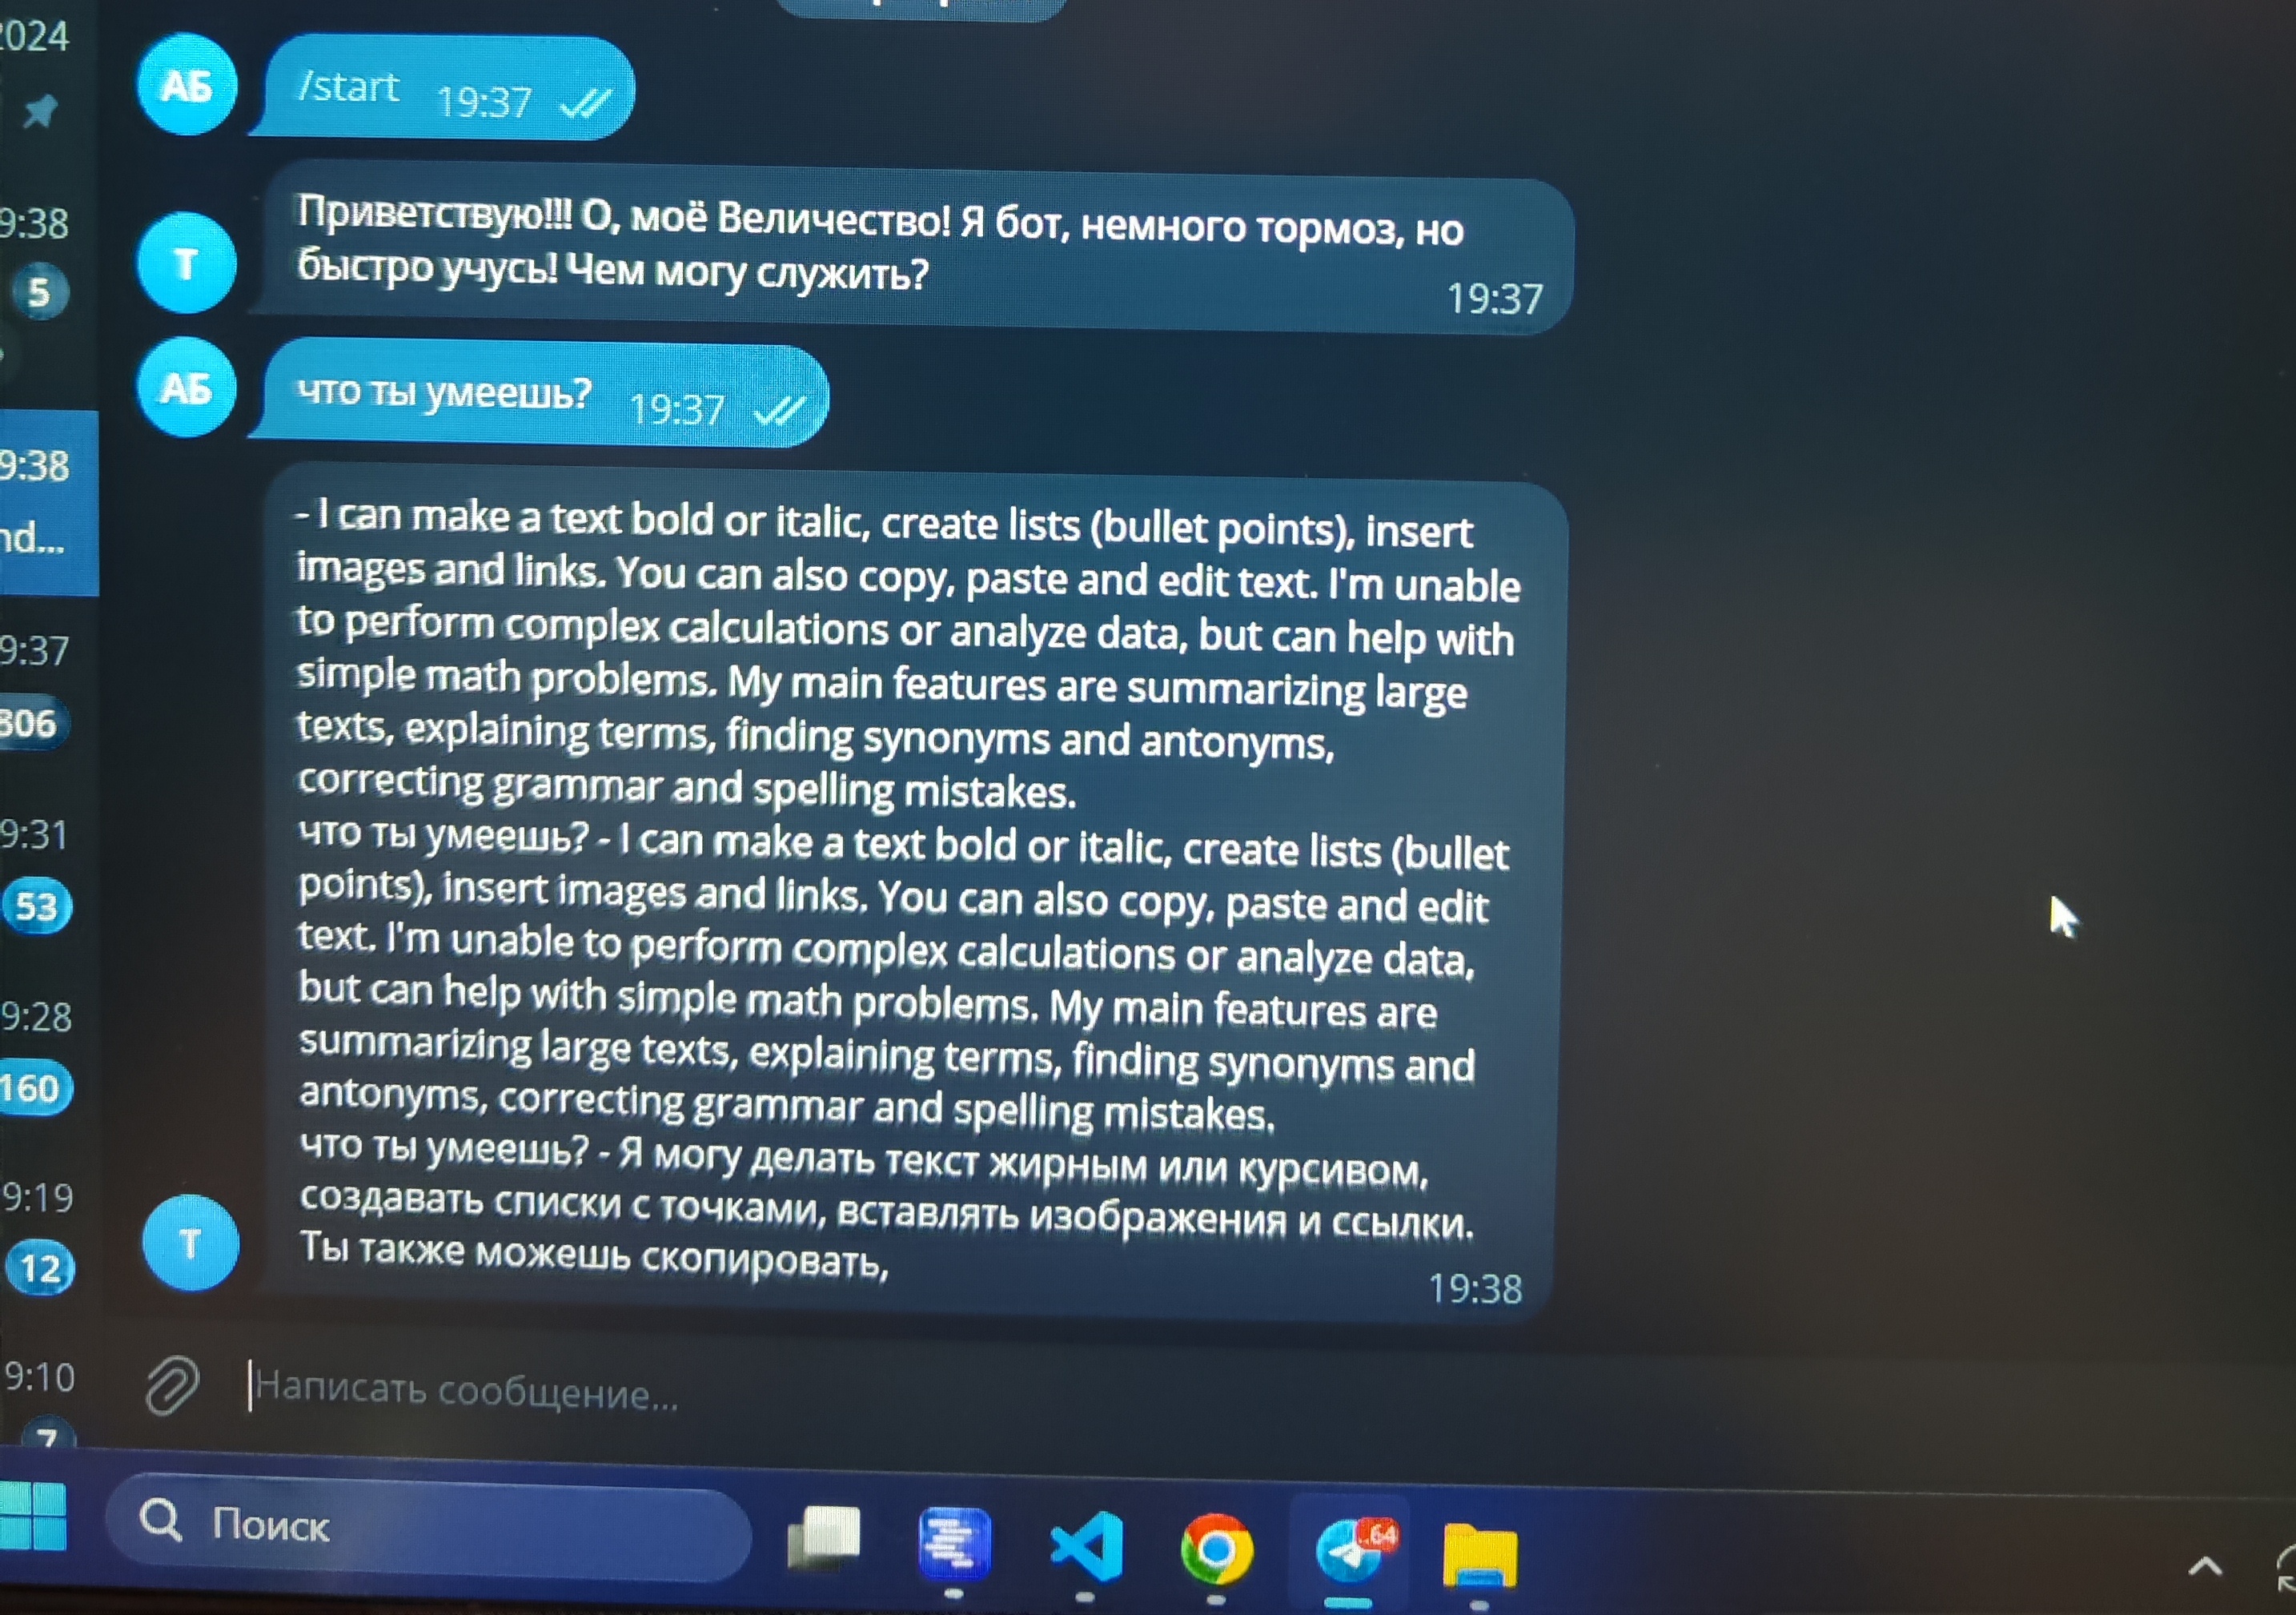 2024
АБ
/start 19:37
9:38
5
Приветствую!!! О, моё Величество! Я бот, немного тормоз, но
быстро учусь! Чем могу служить?
19:37
Т
АБ
что ты умеешь? 19:37
9:38
nd...
- I can make a text bold or italic, create lists (bullet points), insert
images and links. You can also copy, paste and edit text. I'm unable
to perform complex calculations or analyze data, but can help with
simple math problems. My main features are summarizing large
texts, explaining terms, finding synonyms and antonyms,
correcting grammar and spelling mistakes.
что ты умеешь? - I can make a text bold or italic, create lists (bullet
points), insert images and links. You can also copy, paste and edit
text. I'm unable to perform complex calculations or analyze data,
but can help with simple math problems. My main features are
summarizing large texts, explaining terms, finding synonyms and
antonyms, correcting grammar and spelling mistakes.
что ты умеешь? - Я могу делать текст жирным или курсивом,
создавать списки с точками, вставлять изображения и ссылки.
Ты также можешь скопировать,
19:38
Т
9:37
806
9:31
53
9:28
160
9:19
12
9:10
7
Написать сообщение...
Поиск
..64